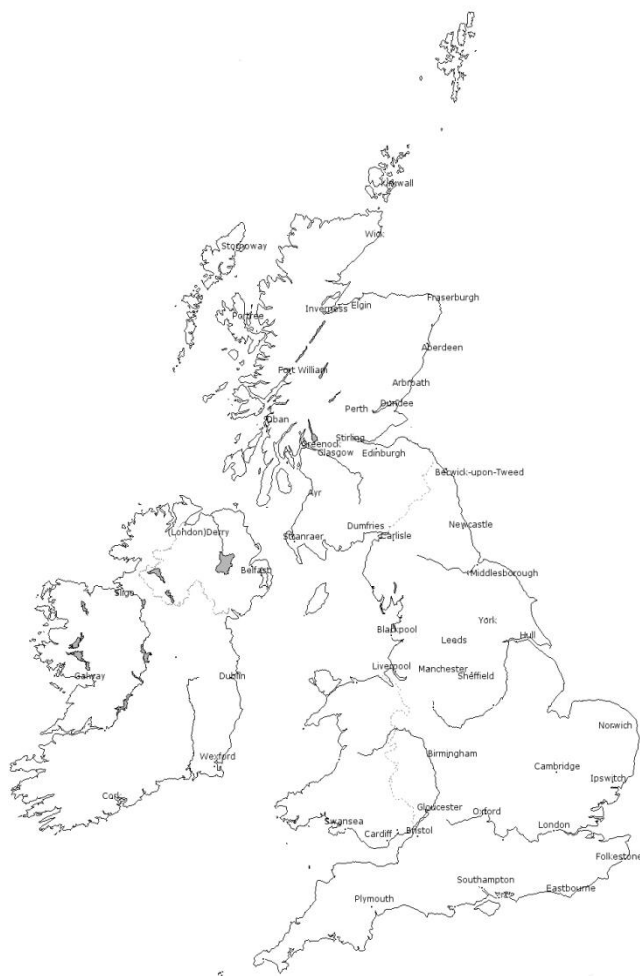 Kirkwall
Wick
Stornoway
Fraserburgh
Elgin
Inverness
Portree
Aberdeen
Fort William
Arbroath
Dundee
Perth
Oban
Stirling
Greenock
Glasgow
Edinburgh
Berwick-upon-Tweed
Ayr
Newcastle
Dumfries
(London)Derry
Stranraer
Carlisle
Belfast
Middlesborough
Sligo
York
Blackpool
Hull
Leeds
Liverpool
Manchester
Galway
Dublin
Sheffield
Norwich
Birmingham
Wexford
Cambridge
Ipswitch
Cork
Gloucester
Oxford
Swansea
London
Cardiff
Bristol
Folkestone
Southampton
Eastbourne
Plymouth